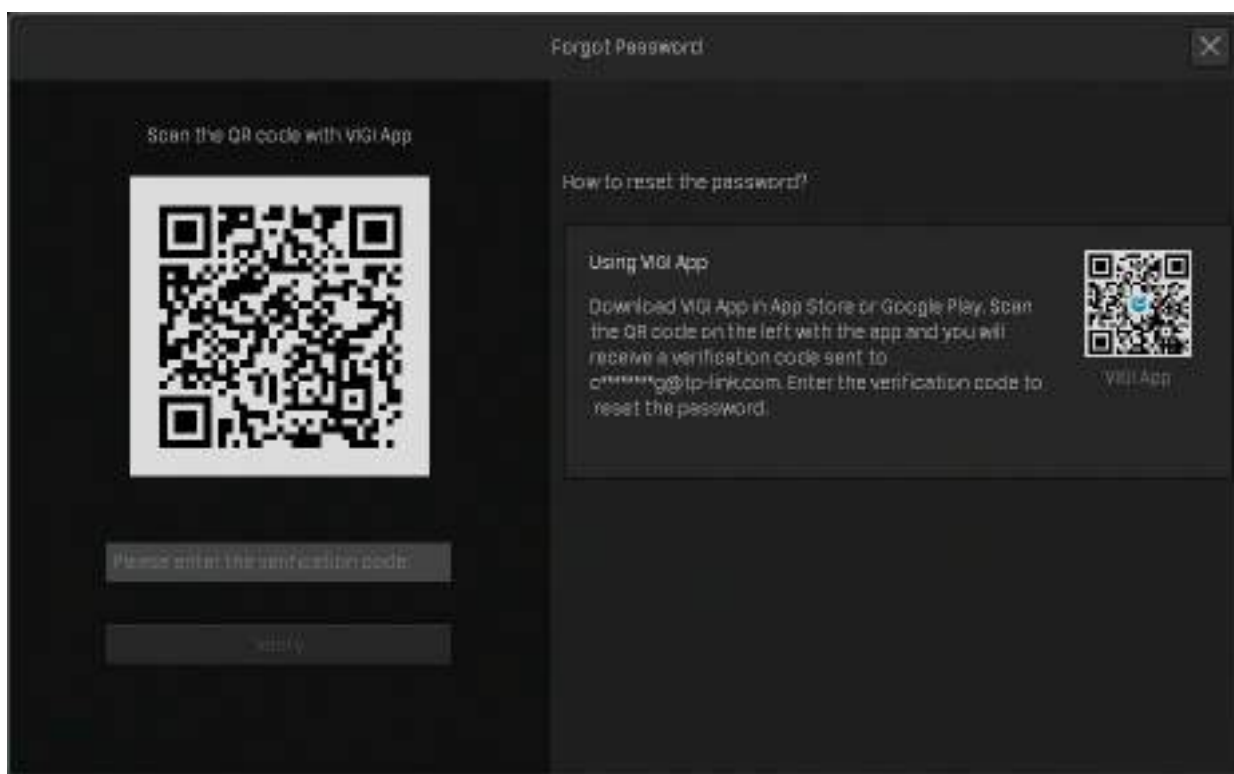 Forgot Password
Scan the QR code with VIGI App
How to reset the password?
Using VIGI App
Download VIGI App in App Store or Google Play. Scan
the QR code on the left with the app and you will
receive a verification code sent to
c********g@tp-link.com. Enter the verification code to
reset the password.
VIGI App
Please enter the verification code.
Verify